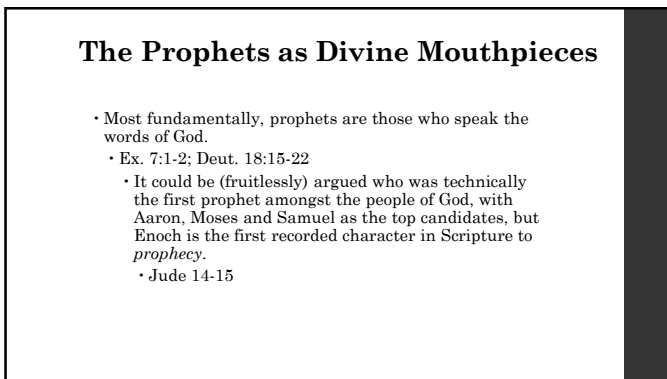 The Prophets as Divine Mouthpieces
• Most fundamentally, prophets are those who speak the
words of God.
• Ex. 7:1-2; Deut. 18:15-22
• It could be (fruitlessly) argued who was technically
the first prophet amongst the people of God, with
Aaron, Moses and Samuel as the top candidates, but
Enoch is the first recorded character in Scripture to
prophecy.
• Jude 14-15